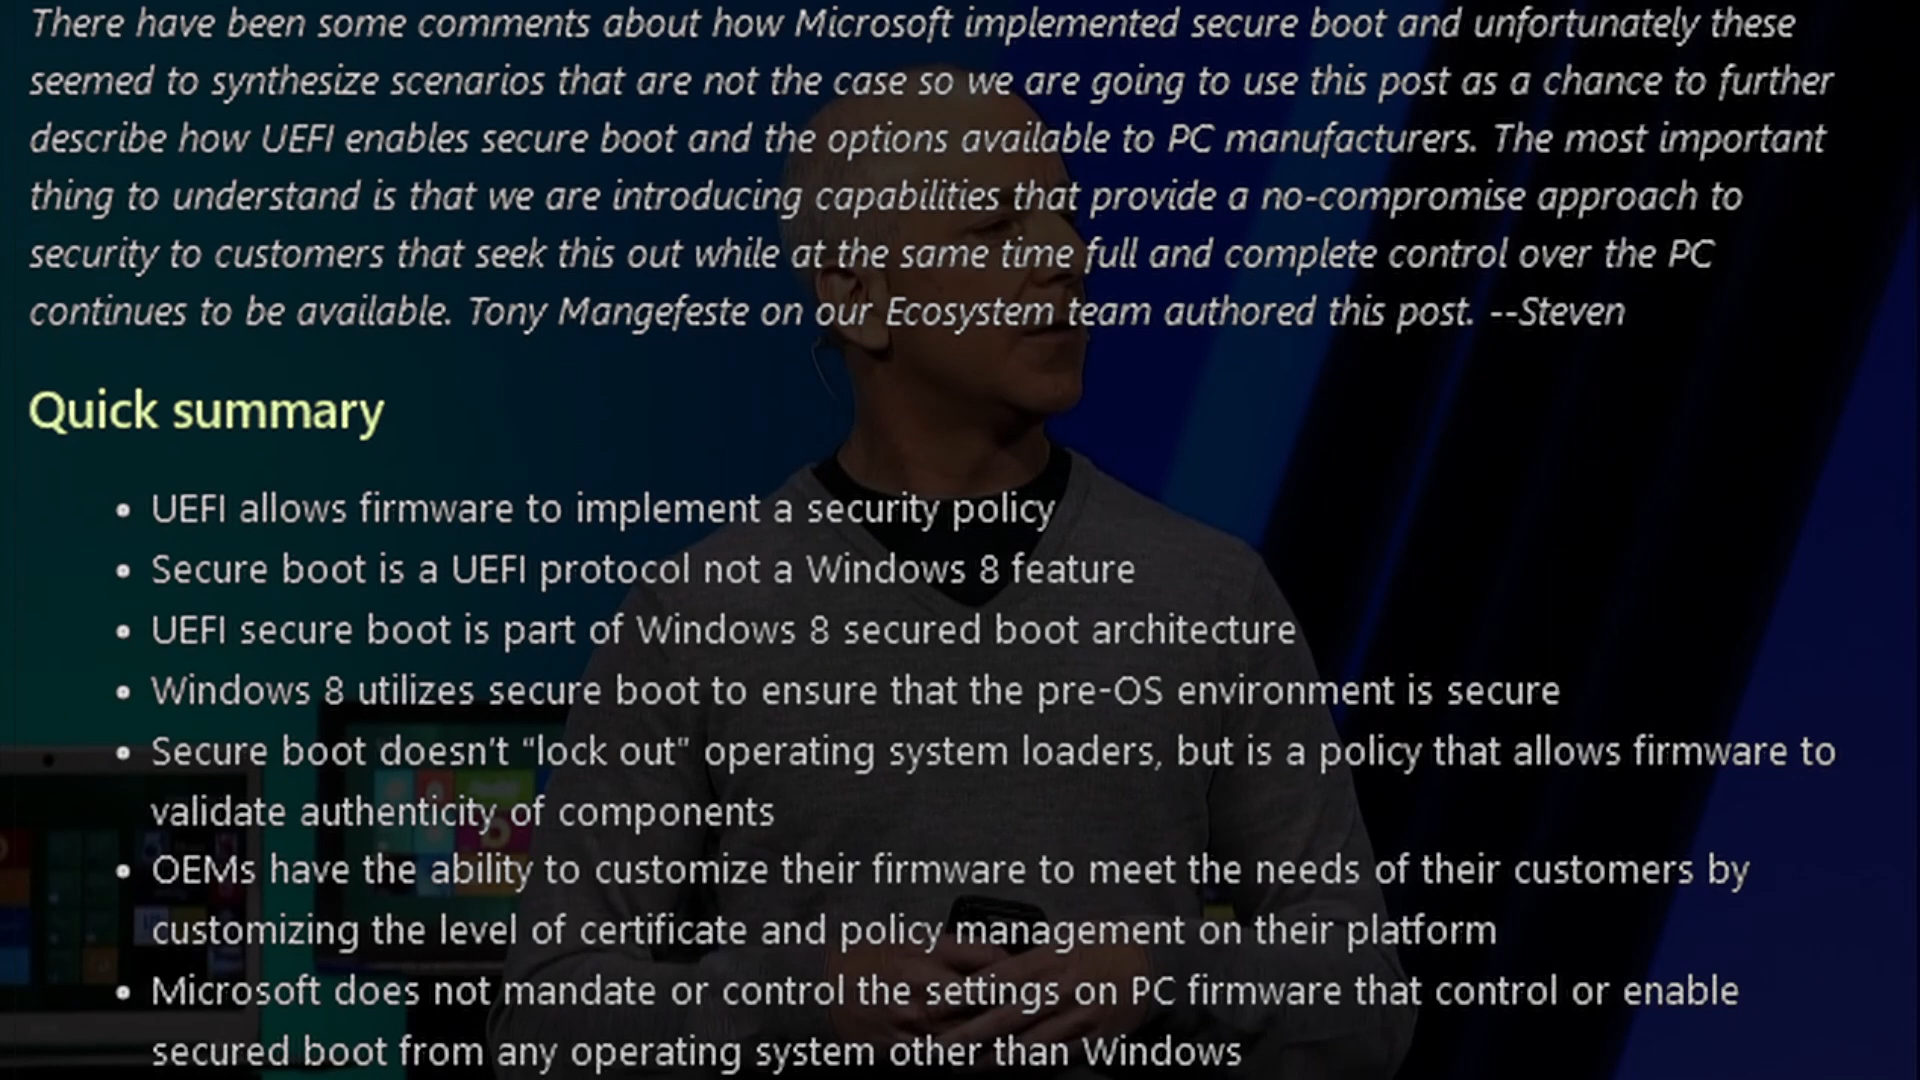 There have been some comments about how Microsoft implemented secure boot and unfortunately these
seemed to synthesize scenarios that are not the case so we are going to use this post as a chance to further
describe how UEFI enables secure boot and the options available to PC manufacturers. The most important
thing to understand is that we are introducing capabilities that provide a no-compromise approach to
security to customers that seek this out while at the same time full and complete control over the PC
continues to be available. Tony Mangefeste on our Ecosystem team authored this post. --Steven
Quick summary
• UEFI allows firmware to implement a security policy
• Secure boot is a UEFI protocol not a Windows 8 feature
• UEFI secure boot is part of Windows 8 secured boot architecture
• Windows 8 utilizes secure boot to ensure that the pre-OS environment is secure
• Secure boot doesn't "lock out" operating system loaders, but is a policy that allows firmware to
validate authenticity of components
• OEMs have the ability to customize their firmware to meet the needs of their customers by
customizing the level of certificate and policy management on their platform
• Microsoft does not mandate or control the settings on PC firmware that control or enable
secured boot from any operating system other than Windows